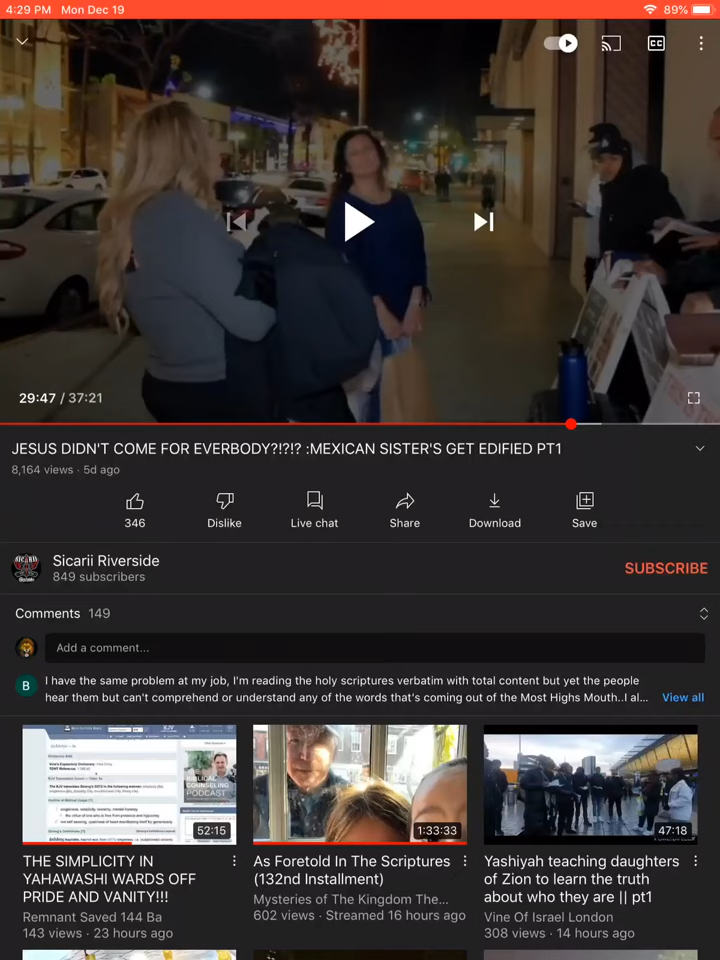 4:29 PM Mon Dec 19 89%
CC
29:47 / 37:21
JESUS DIDN'T COME FOR EVERBODY?!?!? :MEXICAN SISTER'S GET EDIFIED PT1
8,164 views · 5d ago
346 Dislike Live chat Share Download Save
Sicarii Riverside
849 subscribers
SUBSCRIBE
Comments 149
Add a comment...
B
I have the same problem at my job, I'm reading the holy scriptures verbatim with total content but yet the people
hear them but can't comprehend or understand any of the words that's coming out of the Most Highs Mouth..I al... View all
BIBLICAL
COUNSELING
PODCAST
52:15
1:33:33
47:18
THE SIMPLICITY IN
YAHAWASHI WARDS OFF
PRIDE AND VANITY!!!
Remnant Saved 144 Ba
143 views · 23 hours ago
As Foretold In The Scriptures
(132nd Installment)
Mysteries of The Kingdom The...
602 views · Streamed 16 hours ago
Yashiyah teaching daughters
of Zion to learn the truth
about who they are || pt1
Vine Of Israel London
308 views · 14 hours ago